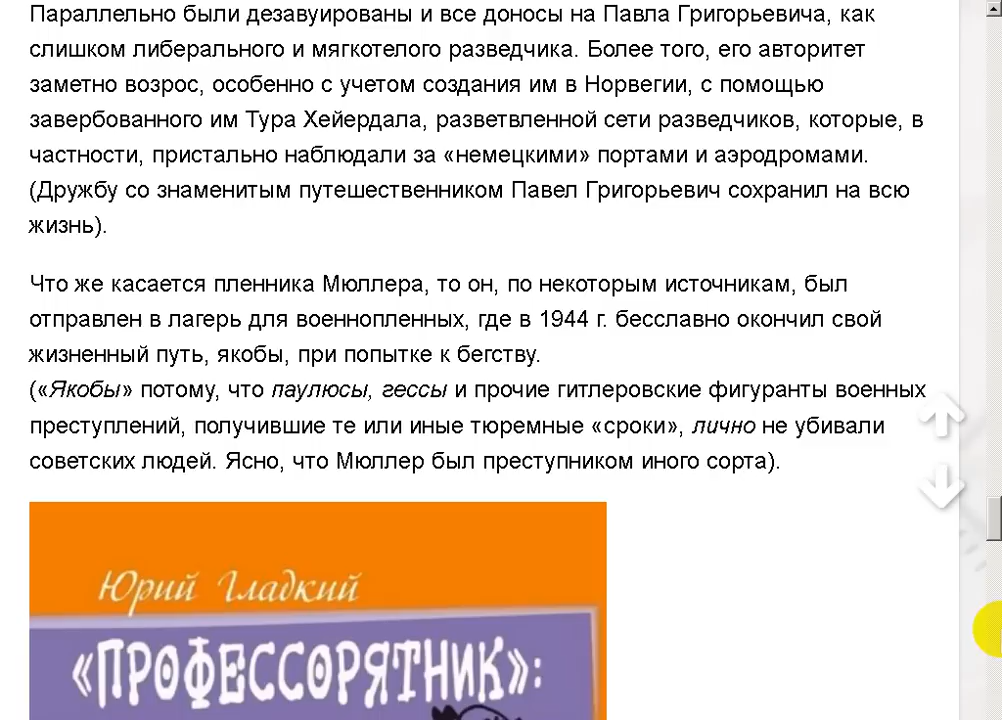 Параллельно были дезавуированы и все доносы на Павла Григорьевича, как
слишком либерального и мягкотелого разведчика. Более того, его авторитет
заметно возрос, особенно с учетом создания им в Норвегии, с помощью
завербованного им Тура Хейердала, разветвленной сети разведчиков, которые, в
частности, пристально наблюдали за «немецкими» портами и аэродромами.
(Дружбу со знаменитым путешественником Павел Григорьевич сохранил на всю
жизнь).
Что же касается пленника Мюллера, то он, по некоторым источникам, был
отправлен в лагерь для военнопленных, где в 1944 г. бесславно окончил свой
жизненный путь, якобы, при попытке к бегству.
(«Якобы» потому, что паулюсы, гессы и прочие гитлеровские фигуранты военных
преступлений, получившие те или иные тюремные «сроки», лично не убивали
советских людей. Ясно, что Мюллер был преступником иного сорта).
Юрий Гладкий
«ПРОФЕССОРЯТНИК»: